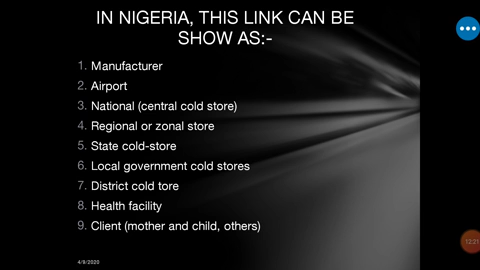 IN NIGERIA, THIS LINK CAN BE
SHOW AS:-
1. Manufacturer
2. Airport
3. National (central cold store)
4. Regional or zonal store
5. State cold-store
6. Local government cold stores
7. District cold tore
8. Health facility
9. Client (mother and child, others)
4/9/2020
12:21